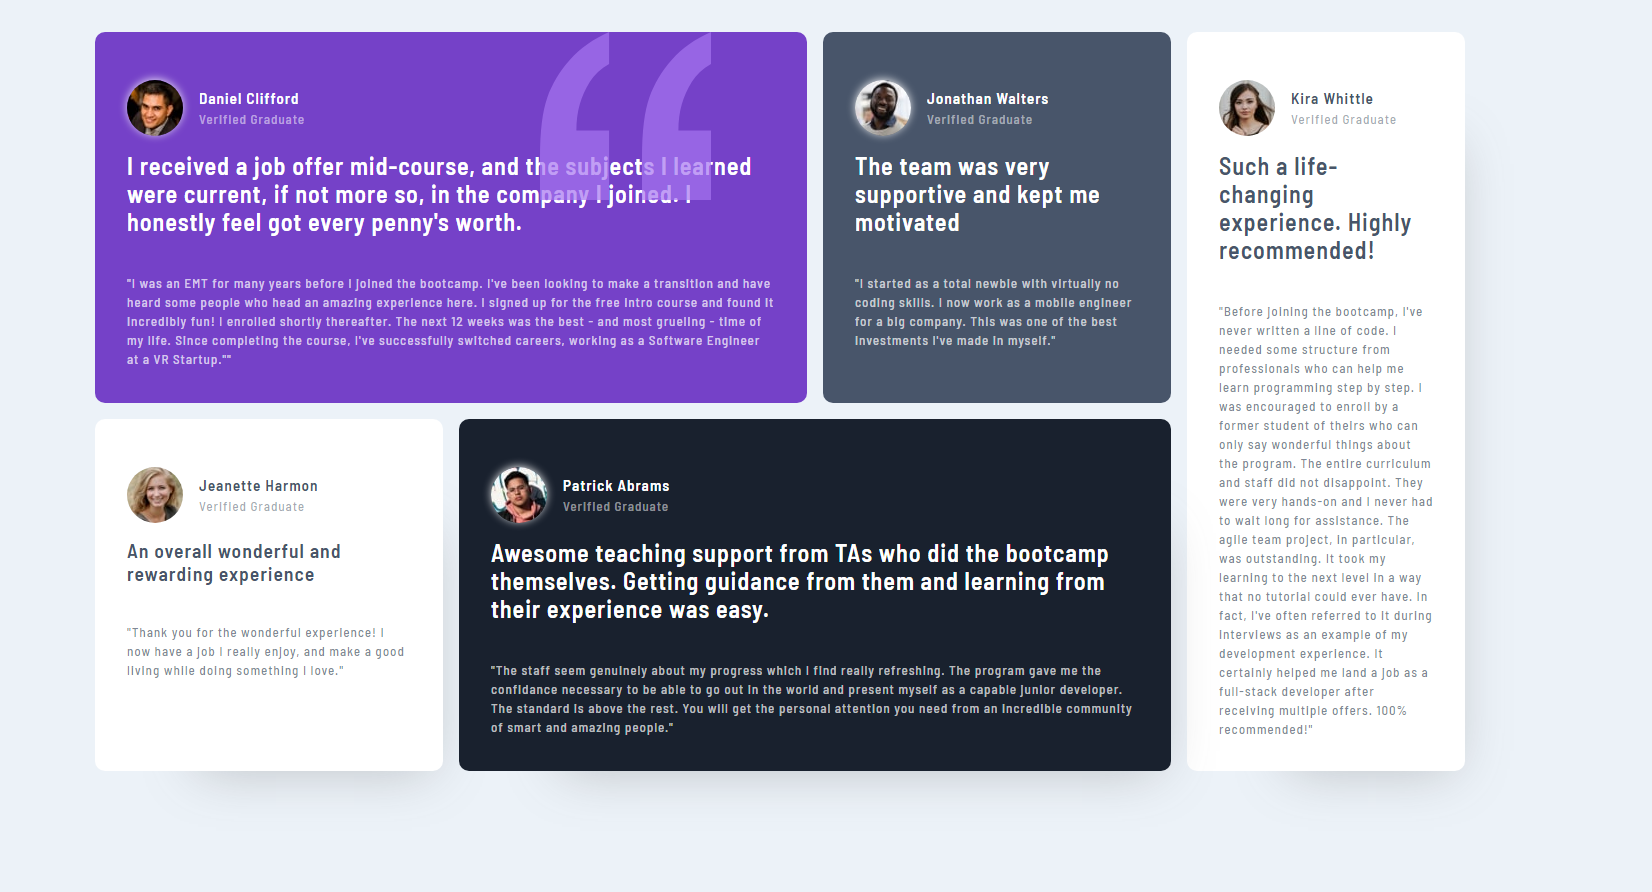 Daniel Clifford
Verified Graduate
I received a job offer mid-course, and the subjects I learned
were current, if not more so, in the company I joined. I
honestly feel got every penny's worth.
"I was an EMT for many years before I joined the bootcamp. I've been looking to make a transition and have
heard some people who head an amazing experience here. I signed up for the free intro course and found it
incredibly fun! I enrolled shortly thereafter. The next 12 weeks was the best - and most grueling - time of
my life. Since completing the course, I've successfully switched careers, working as a Software Engineer
at a VR Startup.""
Jonathan Walters
Verified Graduate
The team was very
supportive and kept me
motivated
"I started as a total newbie with virtually no
coding skills. I now work as a mobile engineer
for a big company. This was one of the best
investments I've made in myself."
Kira Whittle
Verified Graduate
Such a life-
changing
experience. Highly
recommended!
"Before joining the bootcamp, I've
never written a line of code. I
needed some structure from
professionals who can help me
learn programming step by step. I
was encouraged to enroll by a
former student of theirs who can
only say wonderful things about
the program. The entire curriculum
and staff did not disappoint. They
were very hands-on and I never had
to wait long for assistance. The
agile team project, in particular,
was outstanding. It took my
learning to the next level in a way
that no tutorial could ever have. In
fact, I've often referred to it during
interviews as an example of my
development experience. It
certainly helped me land a job as a
full-stack developer after
receiving multiple offers. 100%
recommended!"
Jeanette Harmon
Verified Graduate
An overall wonderful and
rewarding experience
"Thank you for the wonderful experience! I
now have a job I really enjoy, and make a good
living while doing something I love."
Patrick Abrams
Verified Graduate
Awesome teaching support from TAs who did the bootcamp
themselves. Getting guidance from them and learning from
their experience was easy.
"The staff seem genuinely about my progress which I find really refreshing. The program gave me the
confidance necessary to be able to go out in the world and present myself as a capable junior developer.
The standard is above the rest. You will get the personal attention you need from an incredible community
of smart and amazing people."